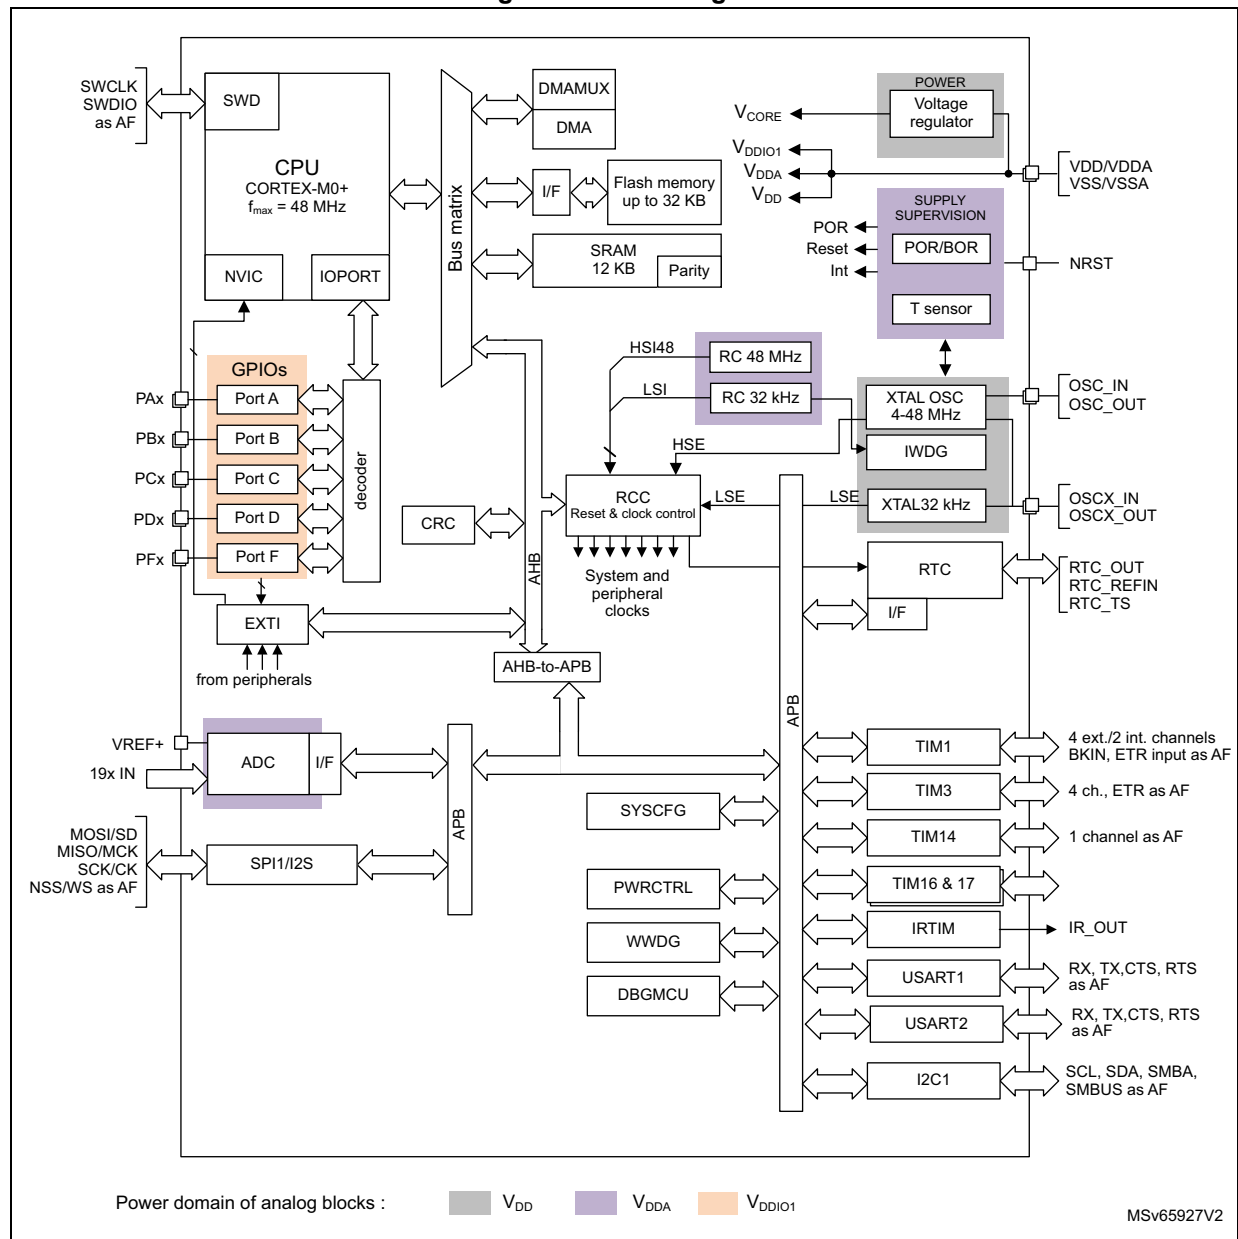 SWCLK
SWDIO
as AF
SWD
CPU
CORTEX-M0+
fmax = 48 MHz
NVIC
IOPORT
Bus matrix
DMAMUX
DMA
I/F
Flash memory
up to 32 KB
SRAM
12 KB
Parity
POWER
Voltage
regulator
VCORE
VDDIO1
VDDA
VDD
VDD/VDDA
VSS/VSSA
SUPPLY
SUPERVISION
POR
Reset
Int
POR/BOR
T sensor
NRST
GPIOs
PAx
Port A
PBx
Port B
PCx
Port C
PDx
Port D
PFx
Port F
decoder
HSI48
RC 48 MHz
LSI
RC 32 kHz
XTAL OSC
4-48 MHz
IWDG
XTAL32 kHz
OSC_IN
OSC_OUT
OSCX_IN
OSCX_OUT
HSE
LSE
LSE
RCC
Reset & clock control
System and
peripheral
clocks
CRC
AHB
EXTI
from peripherals
AHB-to-APB
RTC
I/F
RTC_OUT
RTC_REFIN
RTC_TS
VREF+
19x IN
ADC
I/F
MOSI/SD
MISO/MCK
SCK/CK
NSS/WS as AF
SPI1/I2S
APB
APB
SYSCFG
PWRCTRL
WWDG
DBGMCU
TIM1
4 ext./2 int. channels
BKIN, ETR input as AF
TIM3
4 ch., ETR as AF
TIM14
1 channel as AF
TIM16 & 17
IRTIM
IR_OUT
USART1
RX, TX,CTS, RTS
as AF
USART2
RX, TX,CTS, RTS
as AF
I2C1
SCL, SDA, SMBA,
SMBUS as AF
Power domain of analog blocks :
VDD
VDDA
VDDIO1
MSv65927V2